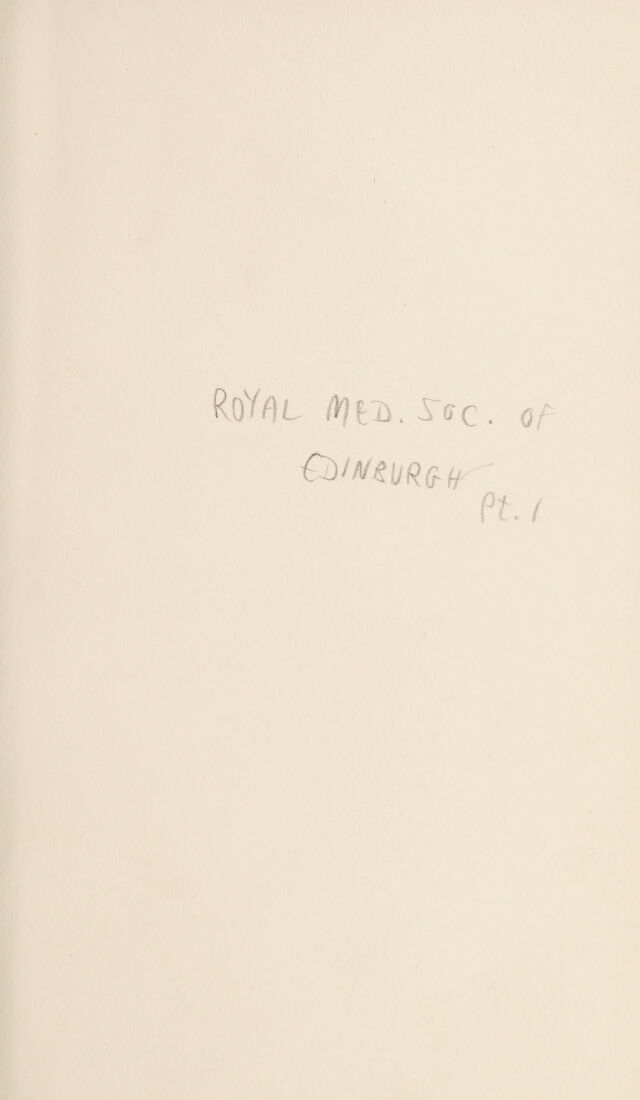 ROYAL MED. SOC. OF
EDINBURGH
Pt. 1